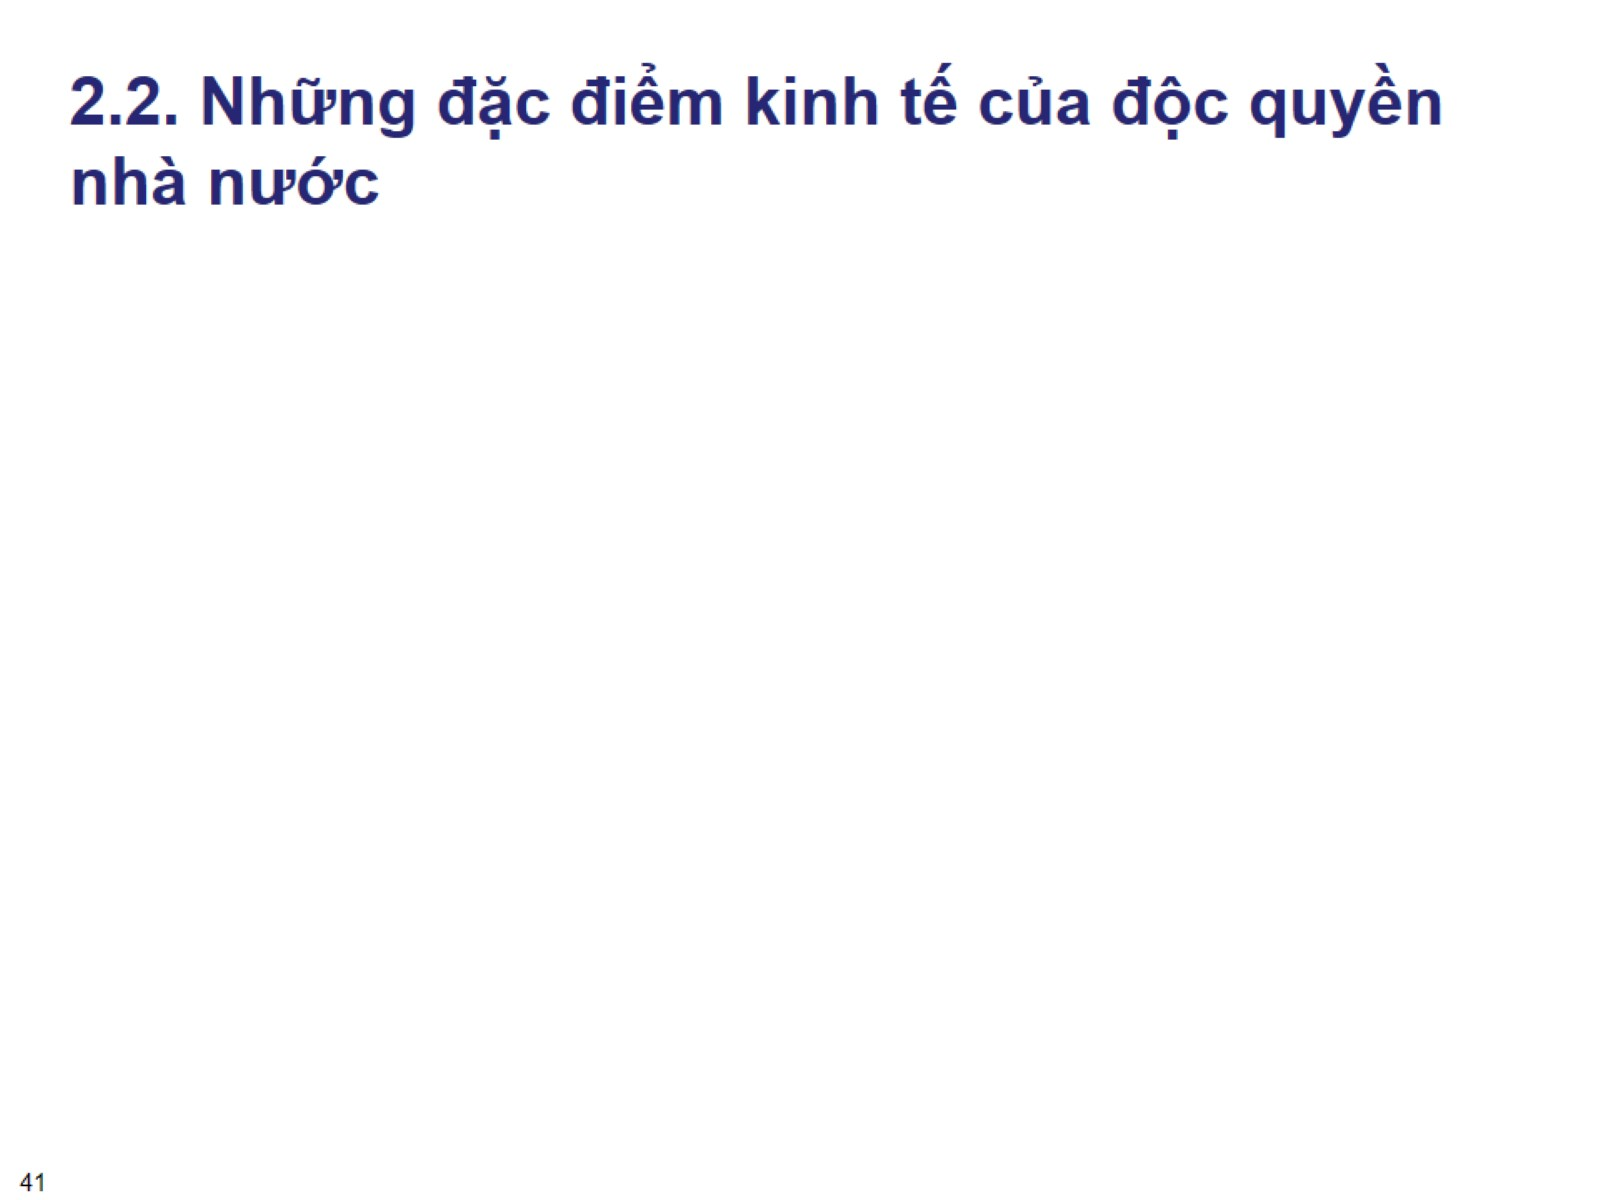 2.2. Những đặc điểm kinh tế của độc quyền
nhà nước
41